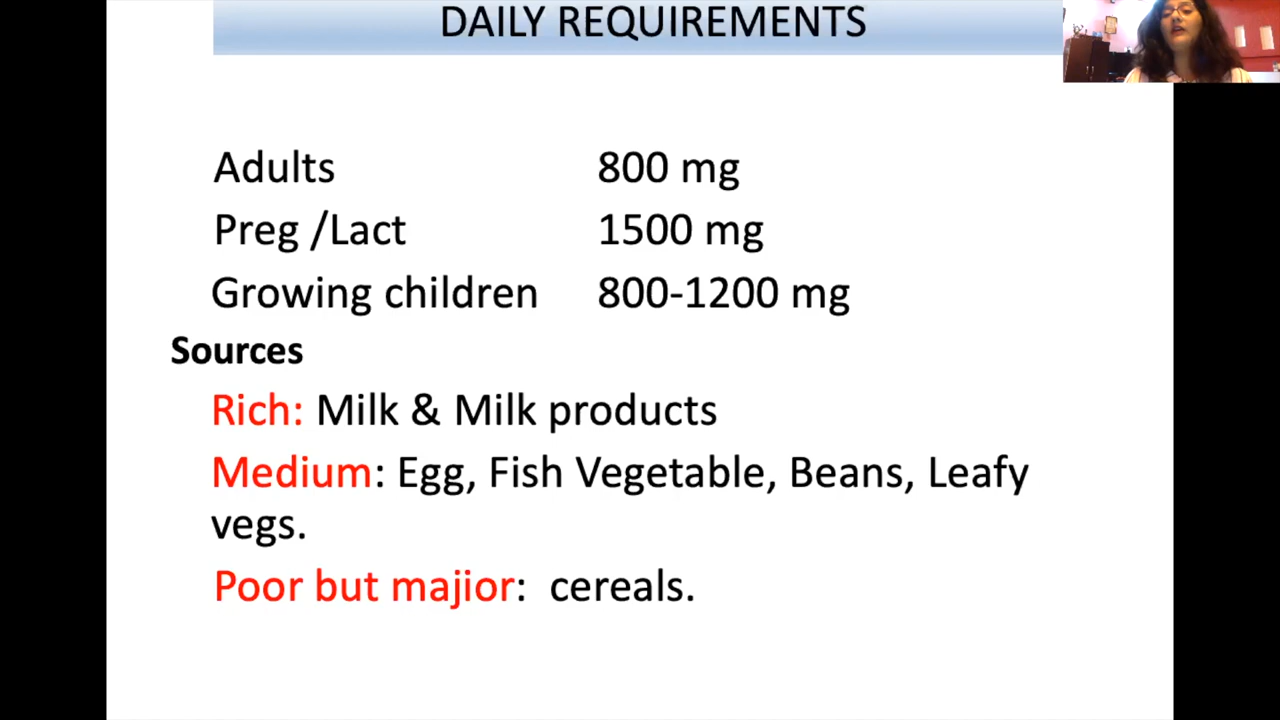 DAILY REQUIREMENTS
Adults 800 mg
Preg /Lact 1500 mg
Growing children 800-1200 mg
Sources
Rich: Milk & Milk products
Medium: Egg, Fish Vegetable, Beans, Leafy
vegs.
Poor but majior: cereals.